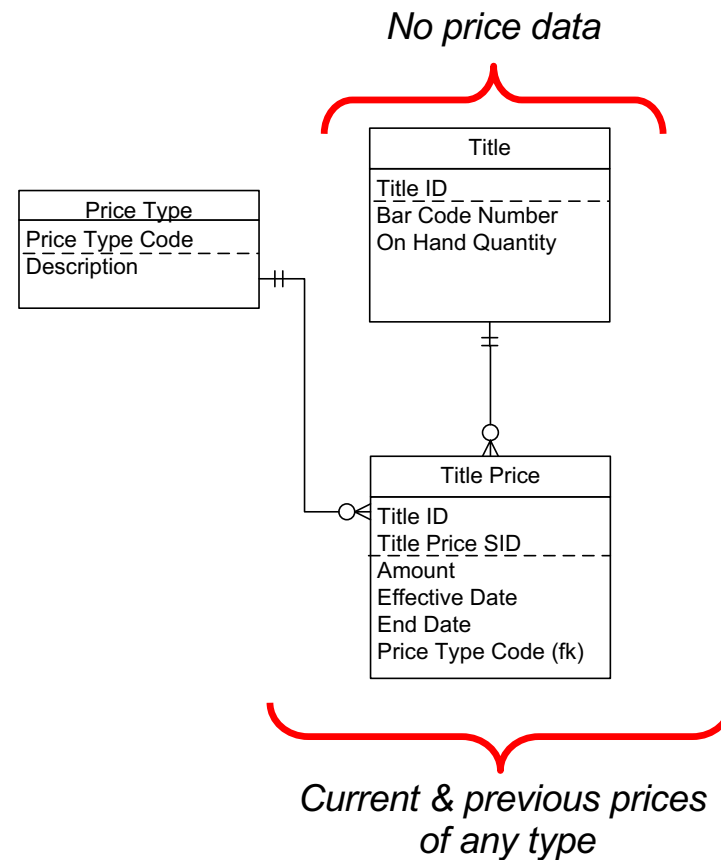 No price data
Title
Title ID
Bar Code Number
On Hand Quantity
Price Type
Price Type Code
Description
Title Price
Title ID
Title Price SID
Amount
Effective Date
End Date
Price Type Code (fk)
Current & previous prices
of any type